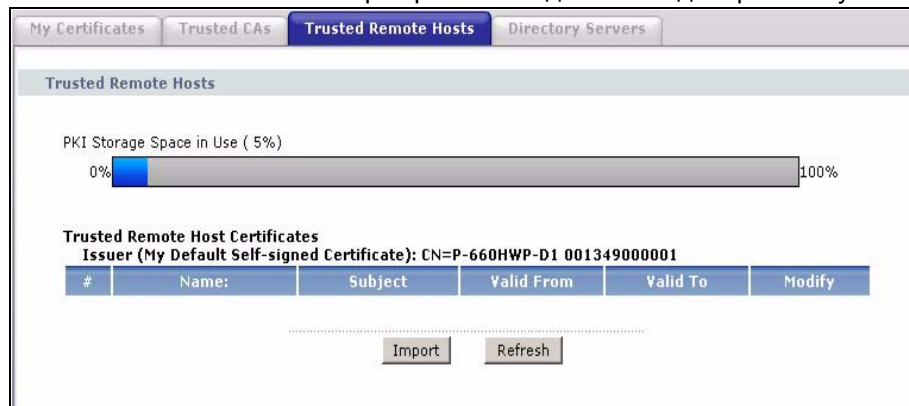 My Certificates Trusted CAs Trusted Remote Hosts Directory Servers
Trusted Remote Hosts
PKI Storage Space in Use ( 5%)
0% 100%
Trusted Remote Host Certificates
Issuer (My Default Self-signed Certificate): CN=P-660HWP-D1 001349000001
# Name: Subject Valid From Valid To Modify
Import Refresh